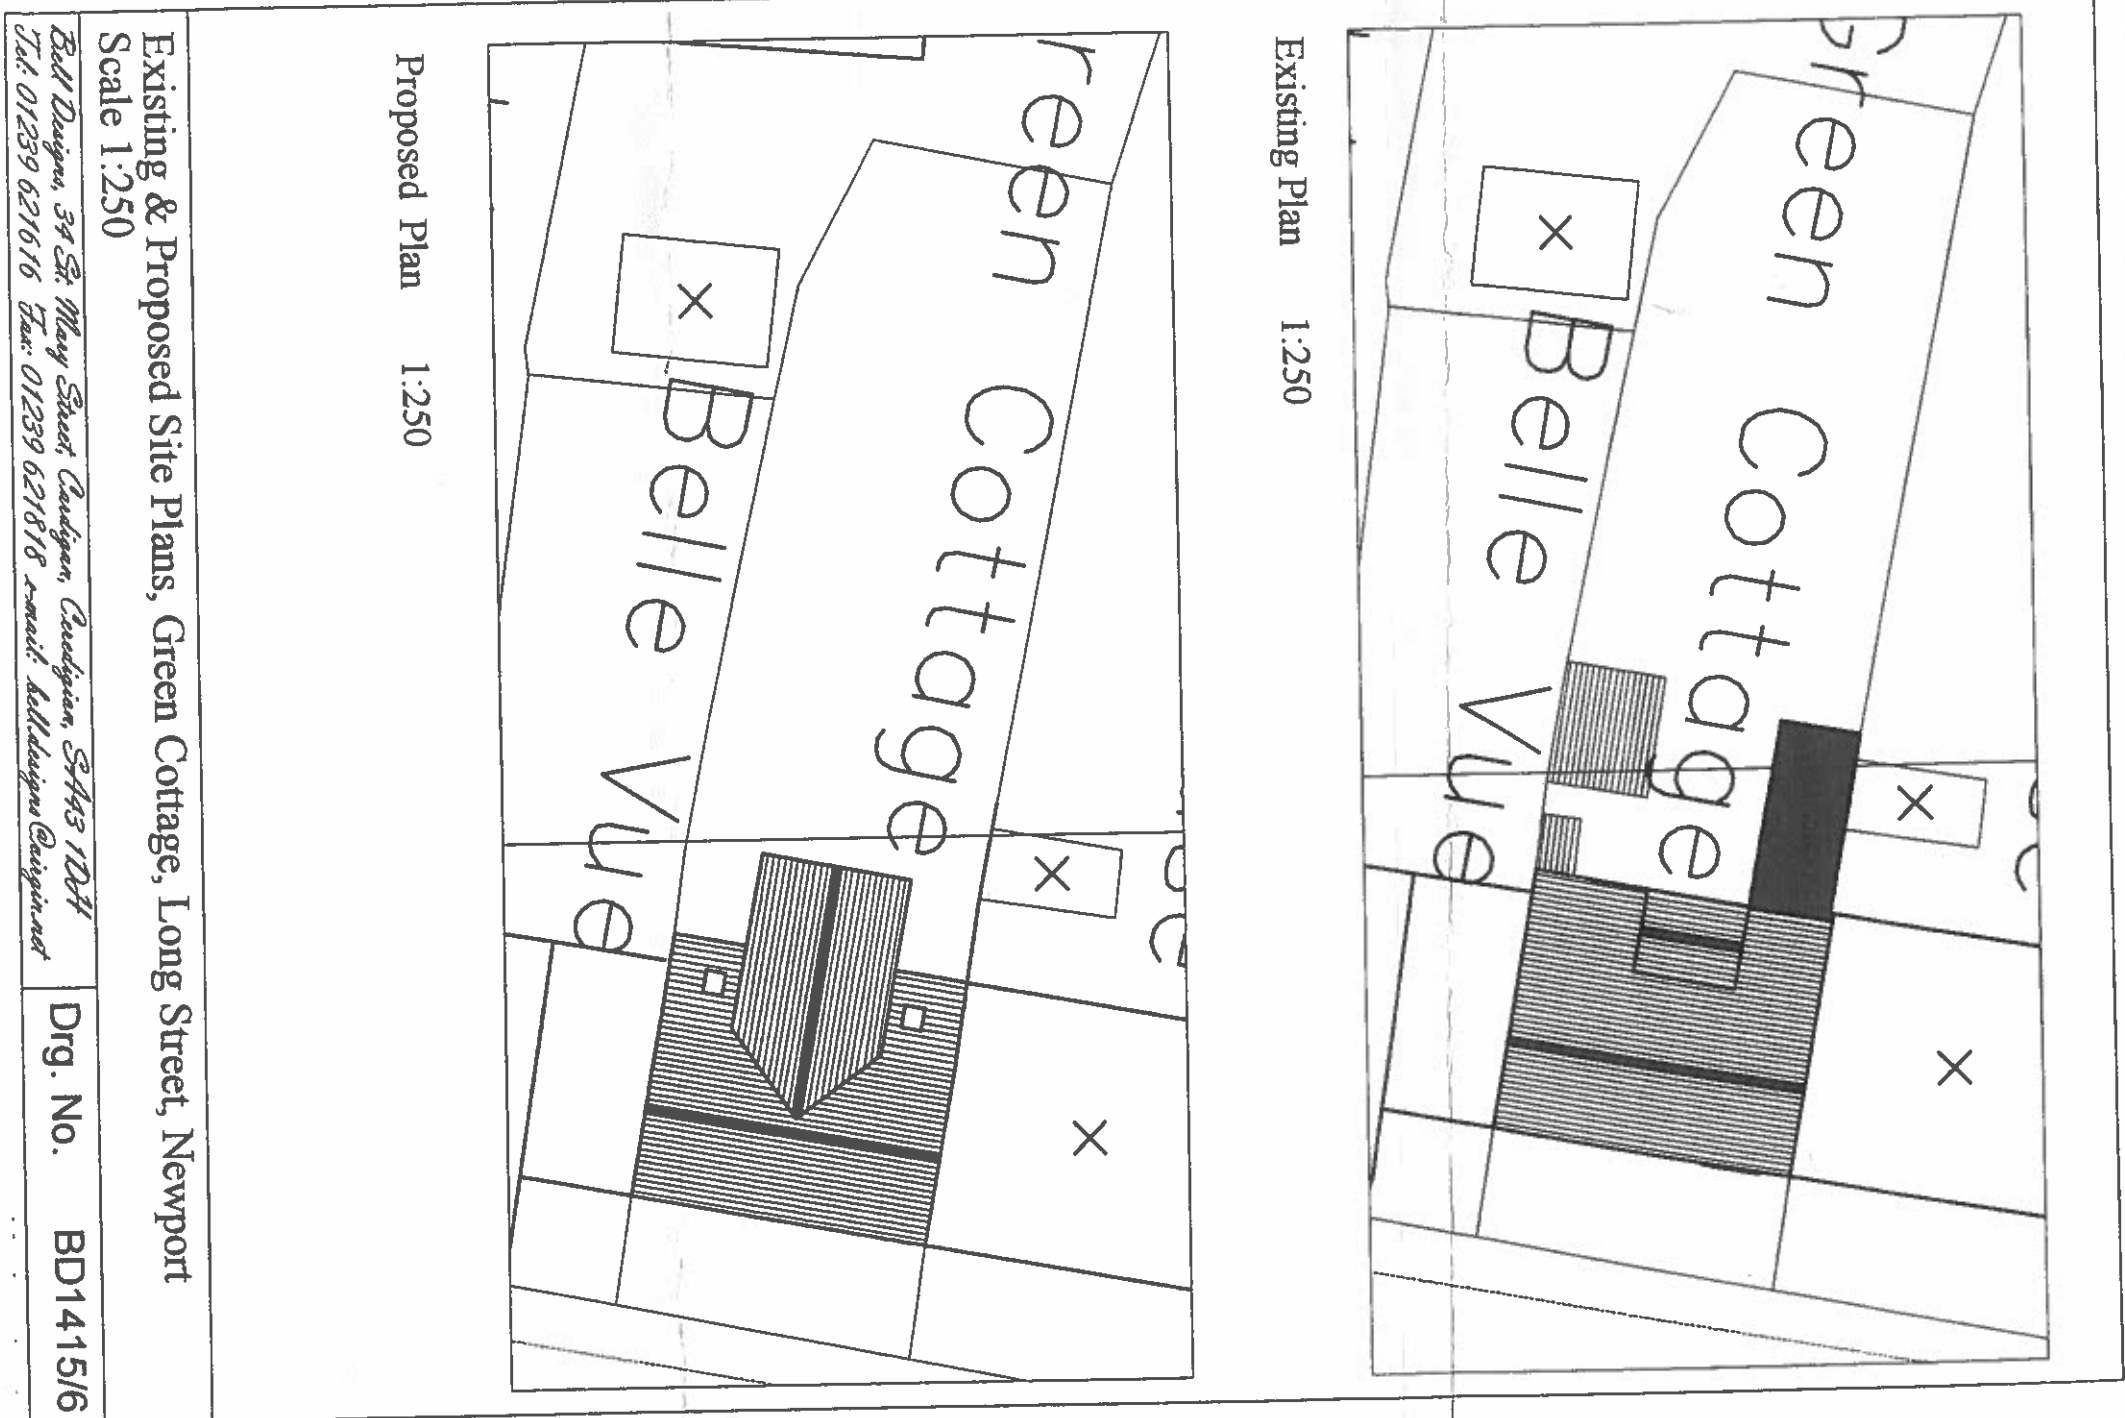 Green Cottage
Belle Vue
Existing Plan 1:250
reen Cottage
Belle Vue
Proposed Plan 1:250
Existing & Proposed Site Plans, Green Cottage, Long Street, Newport
Scale 1:250
Bell Designs, 34 St. Mary Street, Cardigan, Ceredigion, SA43 1DH
Tel: 01239 621616 Fax: 01239 621818 e-mail: belldesigns@
Drg. No. BD1415/6